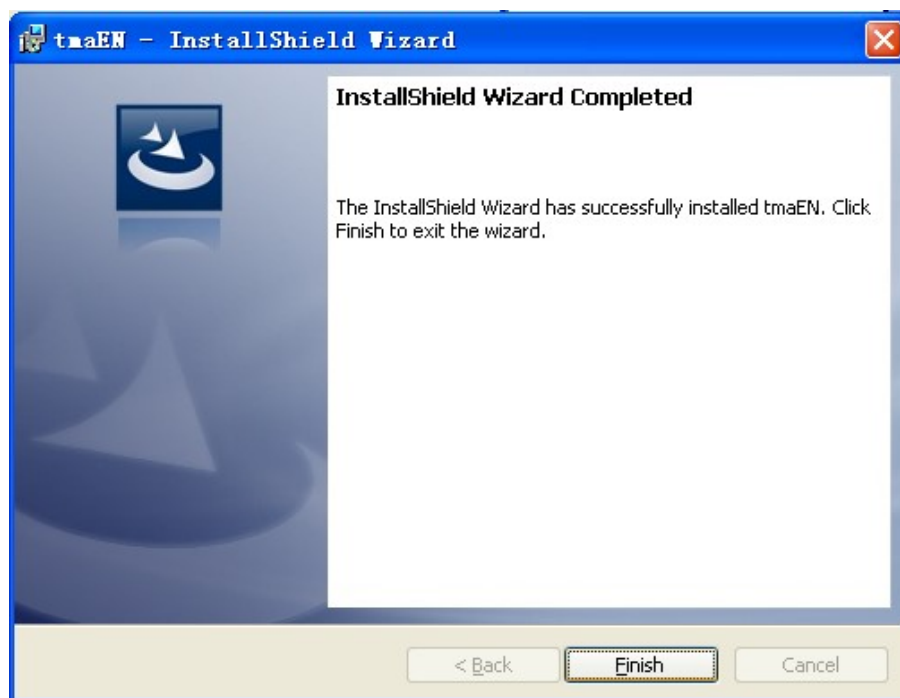 tmaEN - InstallShield Wizard
InstallShield Wizard Completed
The InstallShield Wizard has successfully installed tmaEN. Click
Finish to exit the wizard.
< Back
Finish
Cancel